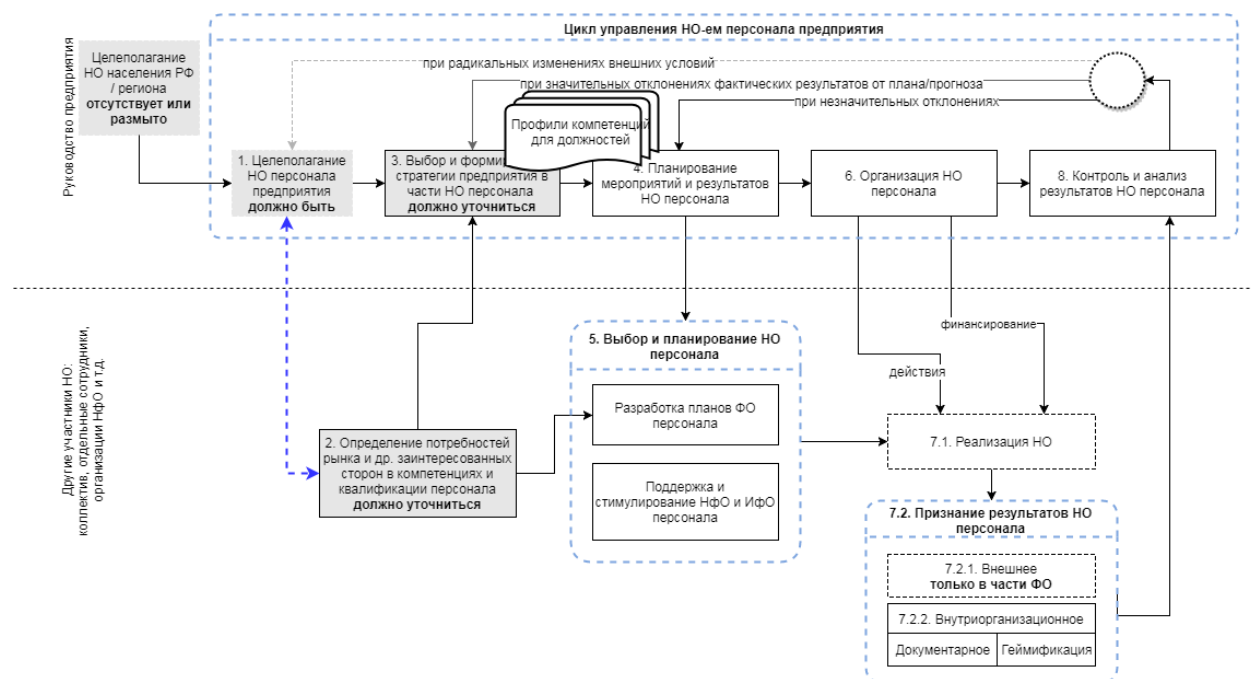 Цикл управления НО-ем персонала предприятия
Руководство предприятия
Целеполагание
НО населения РФ
/ региона
отсутствует или
размыто
при радикальных изменениях внешних условий
при значительных отклонениях фактических результатов от плана/прогноза
при незначительных отклонениях
Профили компетенций
для должностей
1. Целеполагание
НО персонала
предприятия
должно быть
3. Выбор и форми
стратегии предприятия в
части НО персонала
должно уточниться
4. Планирование
мероприятий и результатов
НО персонала
6. Организация НО
персонала
8. Контроль и анализ
результатов НО персонала
Другие участники НО:
коллектив, отдельные сотрудники,
организации НфО и т.д.
финансирование
действия
2. Определение потребностей
рынка и др. заинтересованных
сторон в компетенциях и
квалификации персонала
должно уточниться
5. Выбор и планирование НО
персонала
Разработка планов ФО
персонала
Поддержка и
стимулирование НфО и ИфО
персонала
7.1. Реализация НО
7.2. Признание результатов НО
персонала
7.2.1. Внешнее
только в части ФО
7.2.2. Внутриорганизационное
Документарное
Геймификация